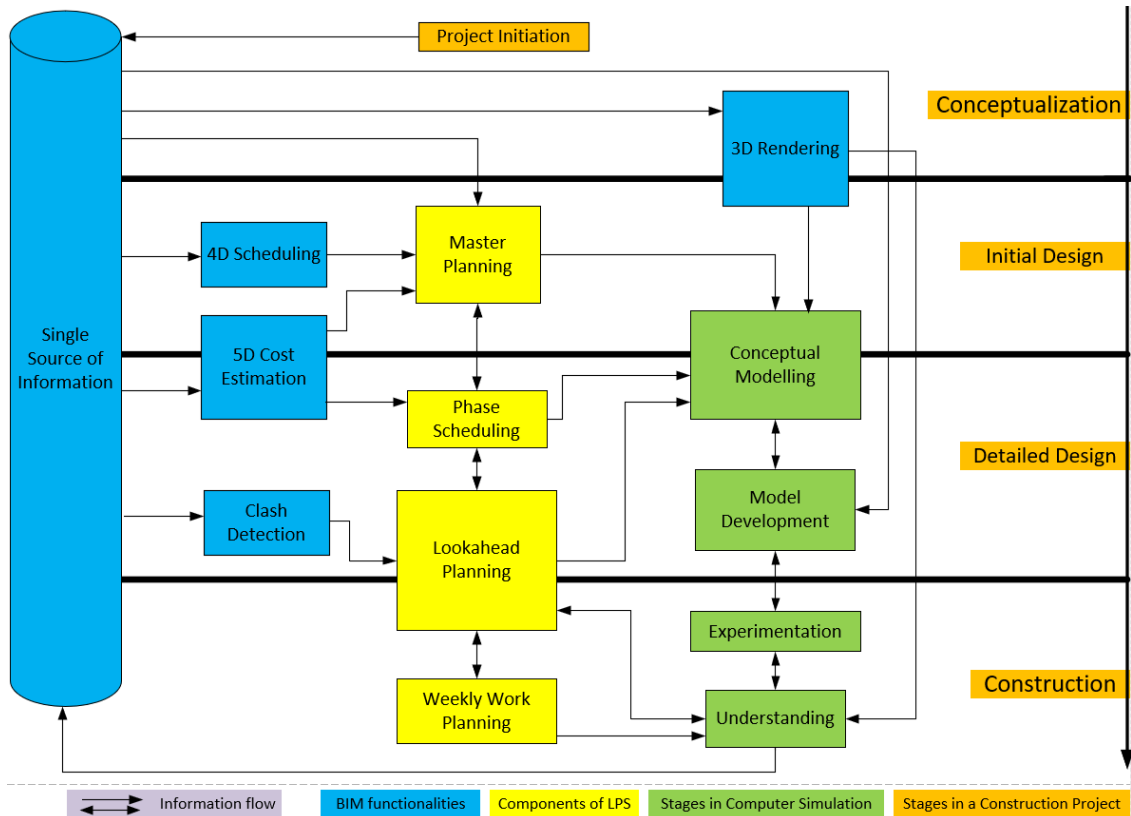 Project Initiation
Conceptualization
3D Rendering
4D Scheduling
Master
Planning
Initial Design
Single
Source of
Information
5D Cost
Estimation
Conceptual
Modelling
Phase
Scheduling
Detailed Design
Clash
Detection
Lookahead
Planning
Model
Development
Experimentation
Construction
Weekly Work
Planning
Understanding
Information flow
BIM functionalities
Components of LPS
Stages in Computer Simulation
Stages in a Construction Project